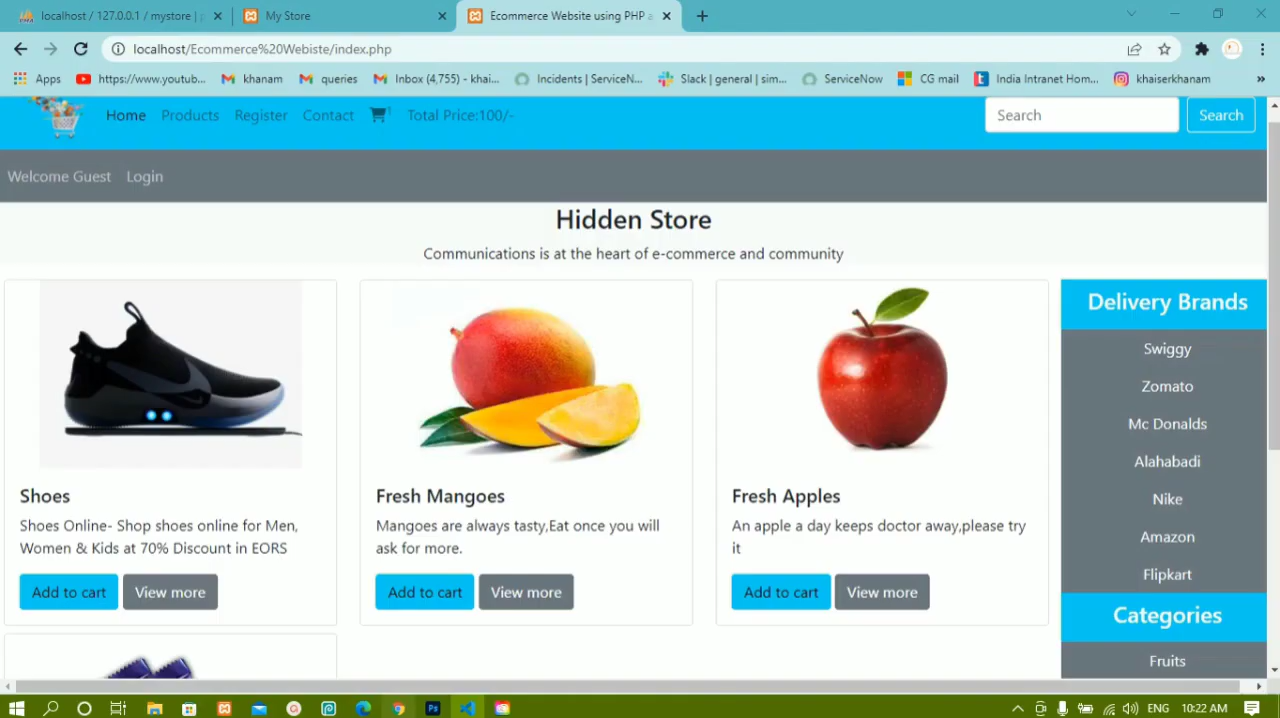 localhost / 127.0.0.1 / mystore | p
My Store
Ecommerce Website using PHP a
localhost/Ecommerce%20Webiste/index.php
Apps
https://www.youtub...
khanam
queries
Inbox (4,755) - khai...
Incidents | ServiceN...
Slack | general | sim...
ServiceNow
CG mail
India Intranet Hom...
khaiserkhanam
»
Home Products Register Contact 1 Total Price:100/-
Search Search
Welcome Guest Login
Hidden Store
Communications is at the heart of e-commerce and community
Shoes
Shoes Online- Shop shoes online for Men,
Women & Kids at 70% Discount in EORS
Add to cart View more
Fresh Mangoes
Mangoes are always tasty,Eat once you will
ask for more.
Add to cart View more
Fresh Apples
An apple a day keeps doctor away,please try
it
Add to cart View more
Delivery Brands
Swiggy
Zomato
Mc Donalds
Alahabadi
Nike
Amazon
Flipkart
Categories
Fruits
Ps
ENG 10:22 AM